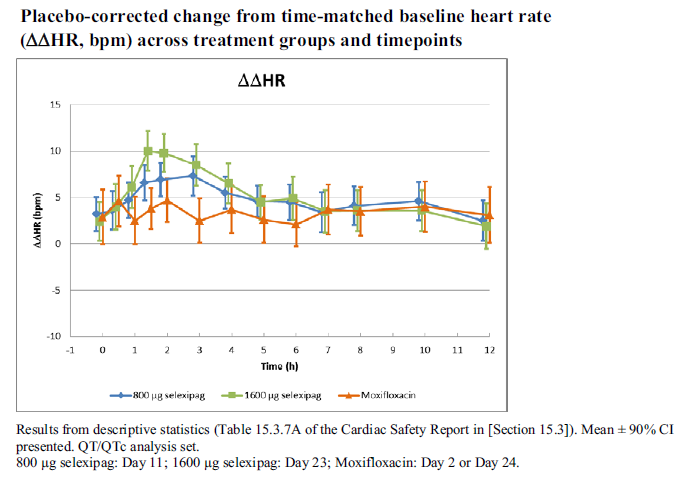 Placebo-corrected change from time-matched baseline heart rate
(ΔΔHR, bpm) across treatment groups and timepoints
ΔΔHR
15
10
5
0
-5
-10
ΔΔHR (bpm)
-1 0 1 2 3 4 5 6 7 8 9 10 11 12
Time (h)
800 µg selexipag 1600 µg selexipag Moxifloxacin
Results from descriptive statistics (Table 15.3.7A of the Cardiac Safety Report in [Section 15.3]). Mean ± 90% CI
presented. QT/QTc analysis set.
800 µg selexipag: Day 11; 1600 µg selexipag: Day 23; Moxifloxacin: Day 2 or Day 24.